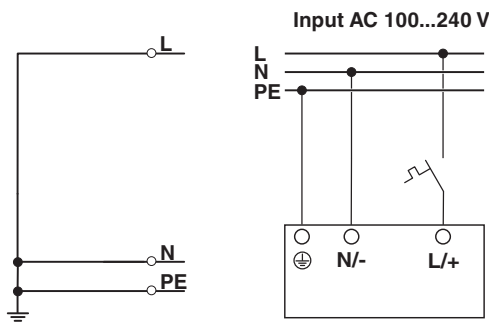 Input AC 100...240 V
L
N
PE
L
N
PE
N/-
L/+